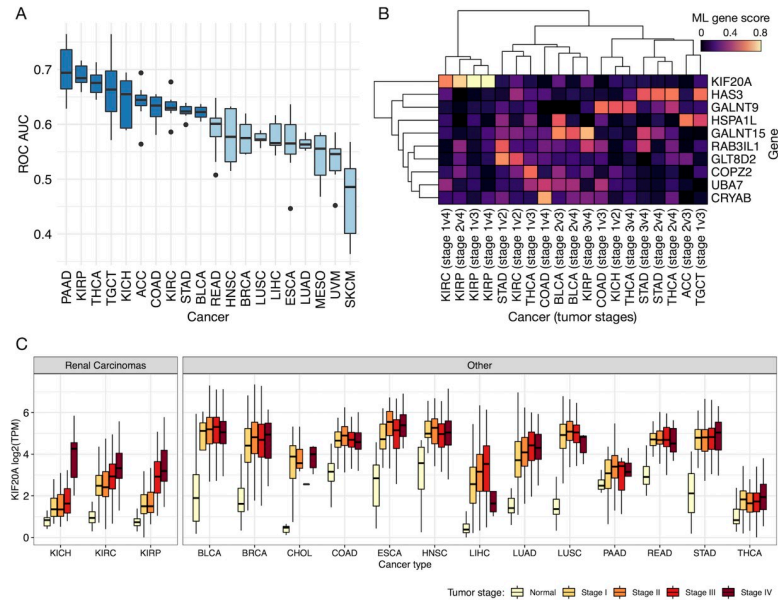 A
ROC AUC
0.7
0.6
0.5
0.4
PAAD
KIRP
THCA
TGCT
KICH
ACC
COAD
KIRC
STAD
BLCA
READ
HNSC
BRCA
LUSC
LIHC
ESCA
LUAD
MESO
UVM
SKCM
Cancer
B
ML gene score
0.0 0.4 0.8
KIF20A
HAS3
GALNT9
HSPA1L
GALNT15
RAB3IL1
GLT8D2
COPZ2
UBA7
CRYAB
Gene
KIRC (stage 1v4)
KIRP (stage 2v4)
KIRP (stage 1v3)
KIRP (stage 1v4)
STAD (stage 1v2)
KIRC (stage 1v2)
THCA (stage 1v3)
COAD (stage 1v4)
BLCA (stage 2v3)
BLCA (stage 2v4)
KIRP (stage 3v4)
COAD (stage 1v3)
KICH (stage 1v2)
THCA (stage 3v4)
STAD (stage 3v4)
STAD (stage 2v4)
THCA (stage 2v4)
ACC (stage 1v3)
TGCT (stage 1v3)
Cancer (tumor stages)
C
Renal Carcinomas
Other
KIF20A log2(TPM)
6
4
2
0
KICH KIRC KIRP BLCA BRCA CHOL COAD ESCA HNSC LIHC LUAD LUSC PAAD READ STAD THCA
Cancer type
Tumor stage: Normal Stage I Stage II Stage III Stage IV